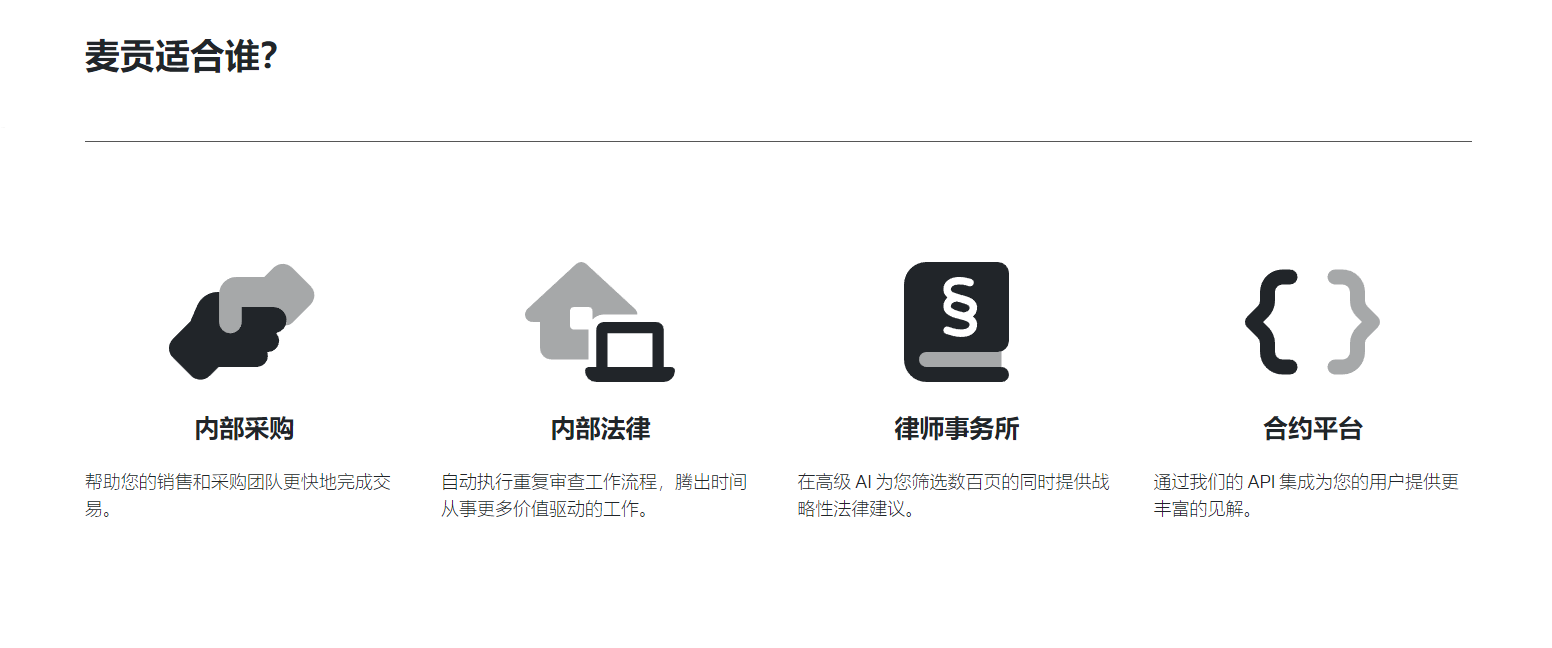 麦贡适合谁?
§
内部采购
帮助您的销售和采购团队更快地完成交
易。
内部法律
自动执行重复审查工作流程，腾出时间
从事更多价值驱动的工作。
律师事务所
在高级 AI 为您筛选数百页的同时提供战
略性法律建议。
合约平台
通过我们的 API 集成为您的用户提供更
丰富的见解。